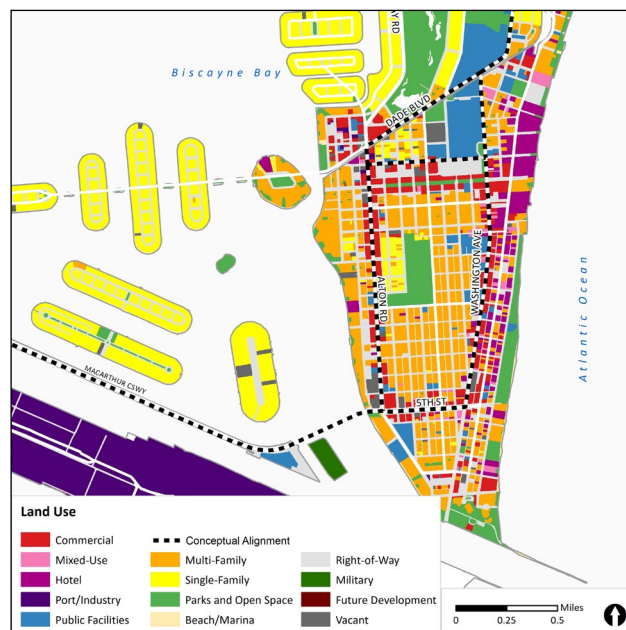 AY RD
Biscayne Bay
DADE BLVD
ALTON RD
WASHINGTON AVE
Atlantic Ocean
MACARTHUR CSWY
5TH ST
Land Use
Commercial
Mixed-Use
Hotel
Port/Industry
Public Facilities
Conceptual Alignment
Multi-Family
Single-Family
Parks and Open Space
Beach/Marina
Right-of-Way
Military
Future Development
Vacant
Miles
0 0.25 0.5